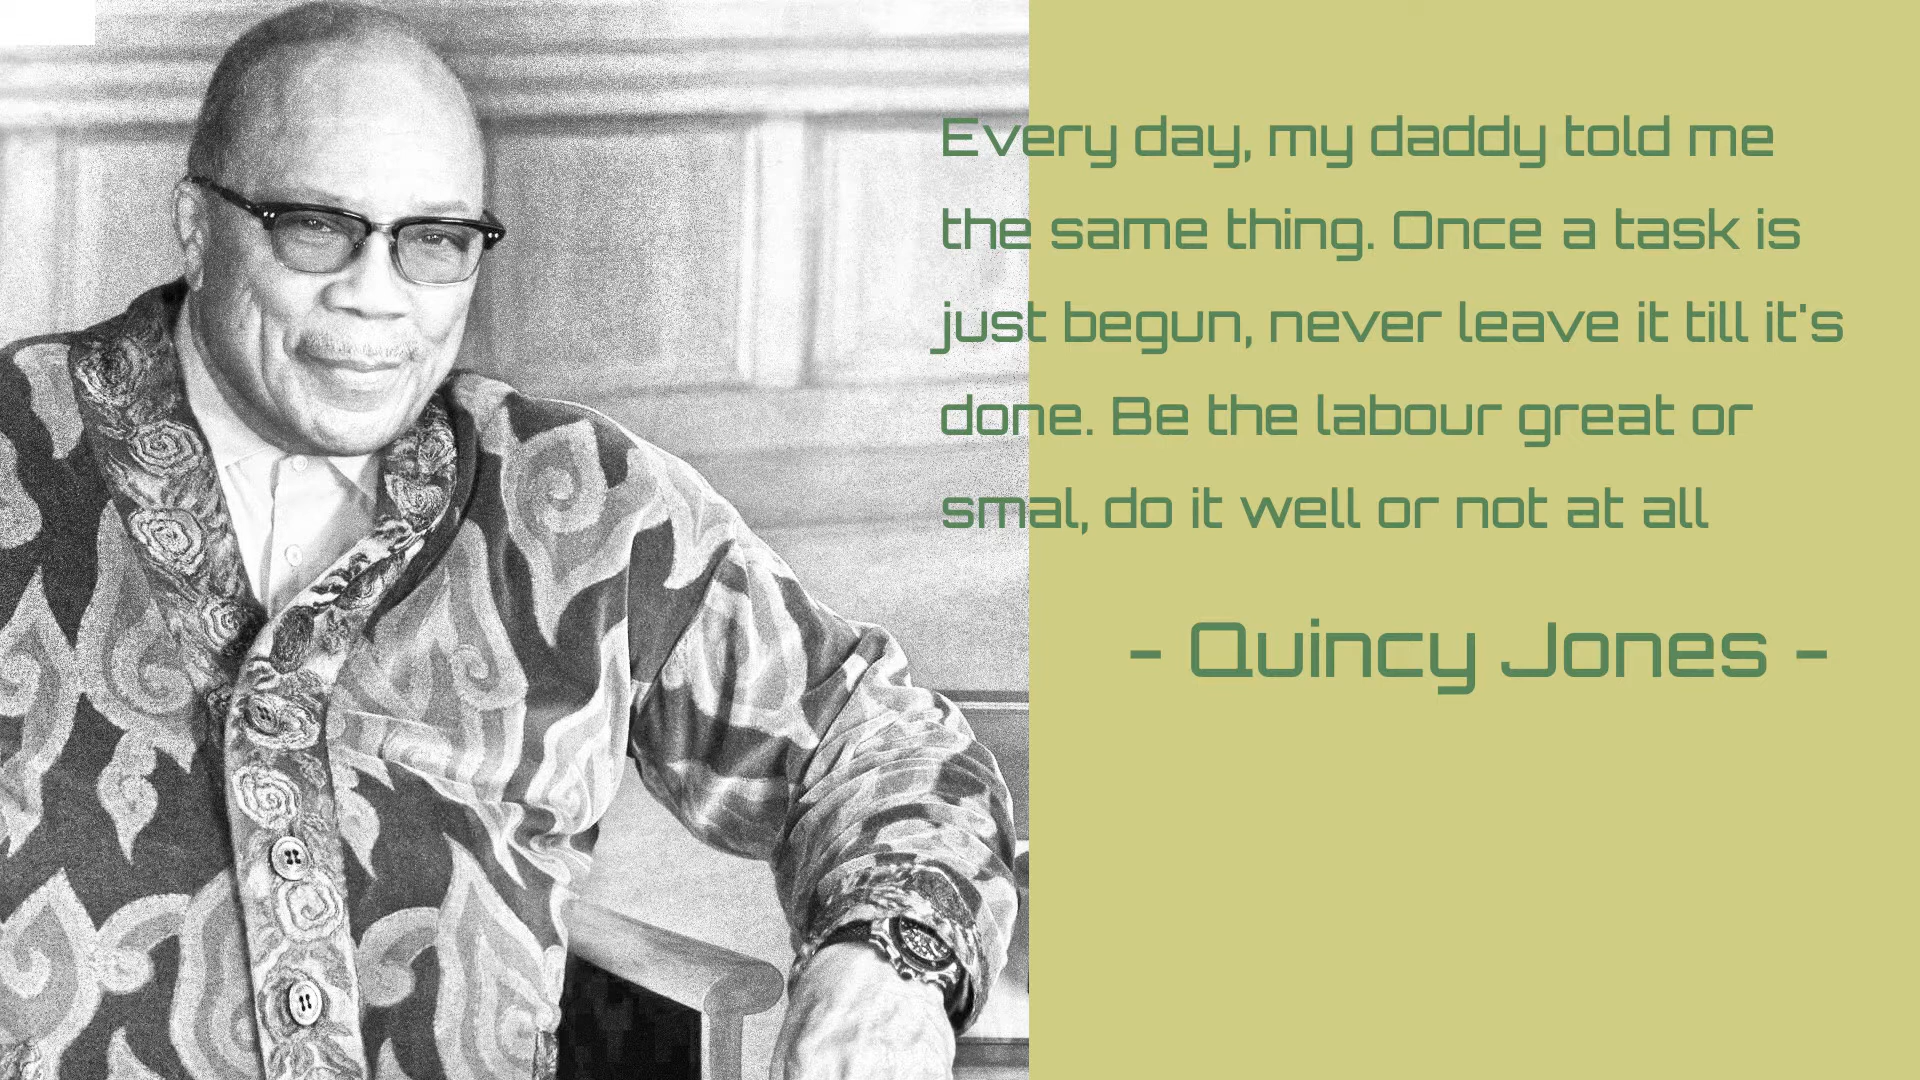 Every day, my daddy told me
the same thing. Once a task is
just begun, never leave it till it's
done. Be the labour great or
smal, do it well or not at all
- Quincy Jones -